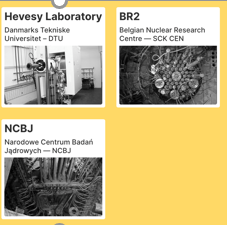 Hevesy Laboratory
Danmarks Tekniske
Universitet – DTU
BR2
Belgian Nuclear Research
Centre — SCK CEN
NCBJ
Narodowe Centrum Badań
Jądrowych — NCBJ